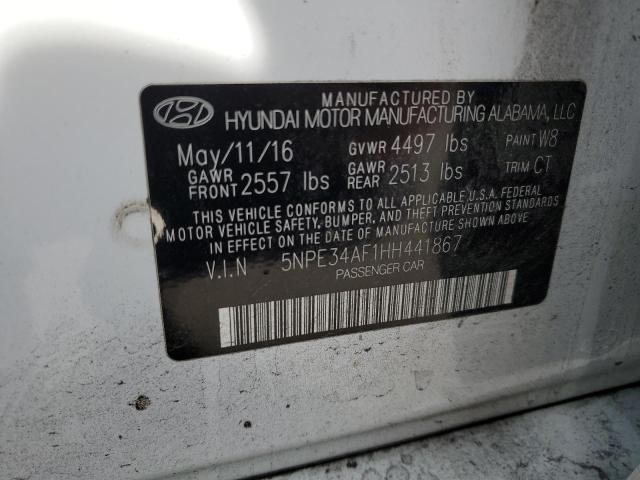 MANUFACTURED BY
HYUNDAI MOTOR MANUFACTURING ALABAMA, LLC
May/11/16 GVWR 4497 lbs PAINT W8
GAWR FRONT 2557 lbs GAWR REAR 2513 lbs TRIM CT
THIS VEHICLE CONFORMS TO ALL APPLICABLE U.S.A. FEDERAL
MOTOR VEHICLE SAFETY, BUMPER, AND THEFT PREVENTION STANDARDS
IN EFFECT ON THE DATE OF MANUFACTURE SHOWN ABOVE.
V.I.N 5NPE34AF1HH441867
PASSENGER CAR